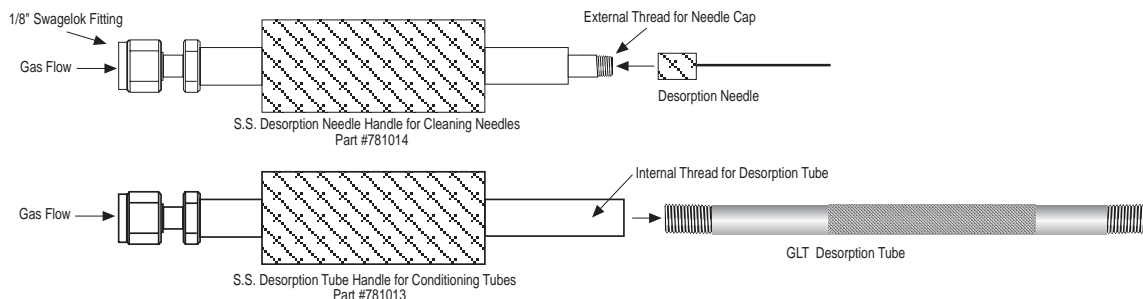 1/8" Swagelok Fitting
External Thread for Needle Cap
Gas Flow
Desorption Needle
S.S. Desorption Needle Handle for Cleaning Needles
Part #781014
Internal Thread for Desorption Tube
Gas Flow
GLT Desorption Tube
S.S. Desorption Tube Handle for Conditioning Tubes
Part #781013